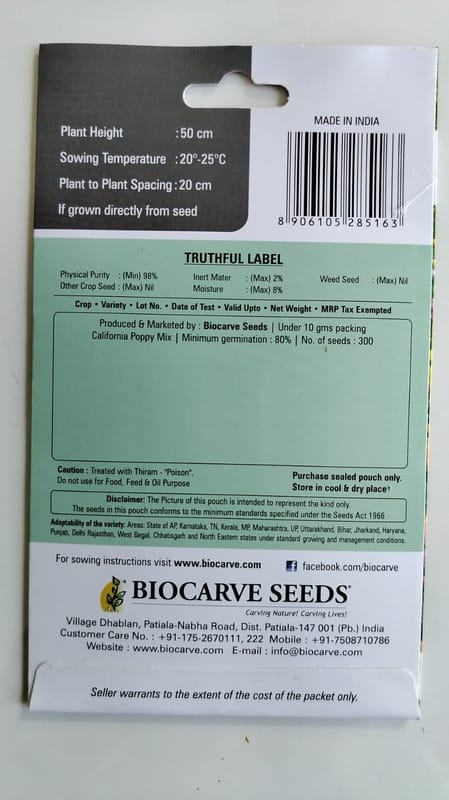 Plant Height : 50 cm
Sowing Temperature : 20°-25°C
Plant to Plant Spacing : 20 cm
If grown directly from seed
MADE IN INDIA
8 906105 285163
TRUTHFUL LABEL
Physical Purity : (Min) 98% Inert Mater : (Max) 2% Weed Seed : (Max) Nil
Other Crop Seed : (Max) Nil Moisture : (Max) 8%
Crop • Variety • Lot No. • Date of Test • Valid Upto • Net Weight • MRP Tax Exempted
Produced & Marketed by : Biocarve Seeds | Under 10 gms packing
California Poppy Mix | Minimum germination : 80% | No. of seeds : 300
Caution : Treated with Thiram - "Poison".
Do not use for Food, Feed & Oil Purpose
Purchase sealed pouch only.
Store in cool & dry place
Disclaimer: The Picture of this pouch is intended to represent the kind only.
The seeds in this pouch conforms to the minimum standards specified under the Seeds Act 1966
Adaptability of the variety: Areas: State of AP, Karnataka, TN, Kerala, MP, Maharashtra, UP, Uttarakhand, Bihar, Jharkand, Haryana,
Punjab, Delhi Rajasthan, West Begal, Chhatisgarh and North Eastern states under standard growing and management conditions.
For sowing instructions visit www.biocarve.com facebook.com/biocarve
BIOCARVE SEEDS
Carving Nature! Carving Lives!
Village Dhablan, Patiala-Nabha Road, Dist. Patiala-147 001 (Pb.) India
Customer Care No. : +91-175-2670111, 222 Mobile : +91-7508710786
Website : www.biocarve.com E-mail : info@biocarve.com
Seller warrants to the extent of the cost of the packet only.